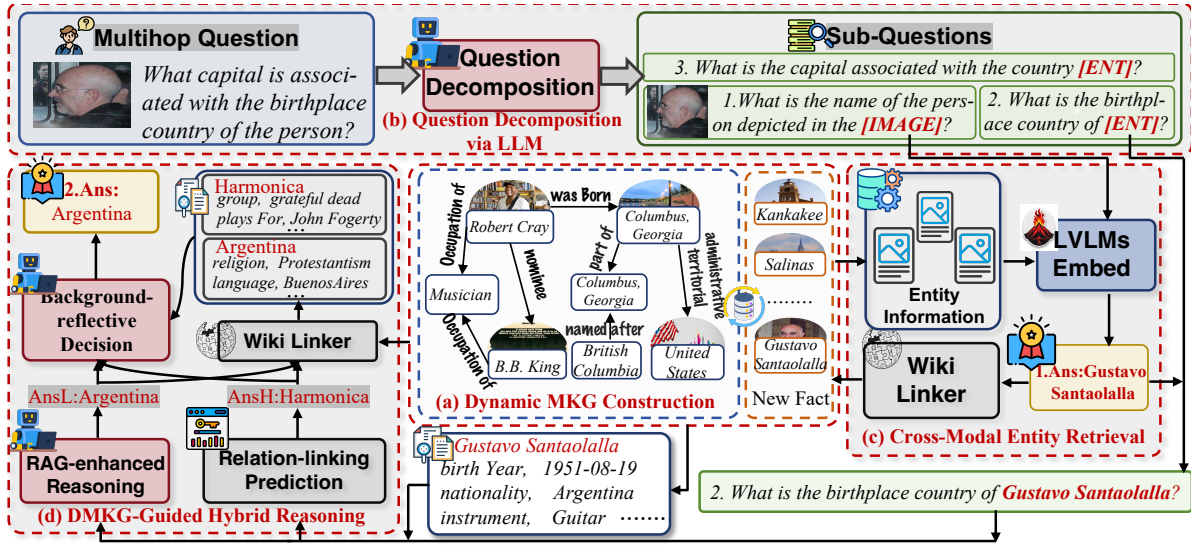 Multihop Question
What capital is associ-
ated with the birthplace
country of the person?
Question
Decomposition
(b) Question Decomposition
via LLM
Sub-Questions
3. What is the capital associated with the country [ENT]?
1.What is the name of the pers-
on depicted in the [IMAGE]?
2. What is the birthpl-
ace country of [ENT]?
2.Ans:
Argentina
Harmonica
group, grateful dead
plays For, John Fogerty
...
Argentina
religion, Protestantism
language, BuenosAires
...
Background-
reflective
Decision
Wiki Linker
AnsL:Argentina
AnsH:Harmonica
RAG-enhanced
Reasoning
Relation-linking
Prediction
(d) DMKG-Guided Hybrid Reasoning
Occupation of
was Born
Robert Cray
Columbus,
Georgia
nominee
part of
administrative
territorial
Musician
Columbus,
Georgia
Occupation of
named after
B.B. King
British
Columbia
United
States
(a) Dynamic MKG Construction
Kankakee
Salinas
........
Gustavo
Santaolalla
New Fact
Entity
Information
LVLMs
Embed
Wiki
Linker
1.Ans:Gustavo
Santaolalla
(c) Cross-Modal Entity Retrieval
Gustavo Santaolalla
birth Year, 1951-08-19
nationality, Argentina
instrument, Guitar .......
2. What is the birthplace country of Gustavo Santaolalla?